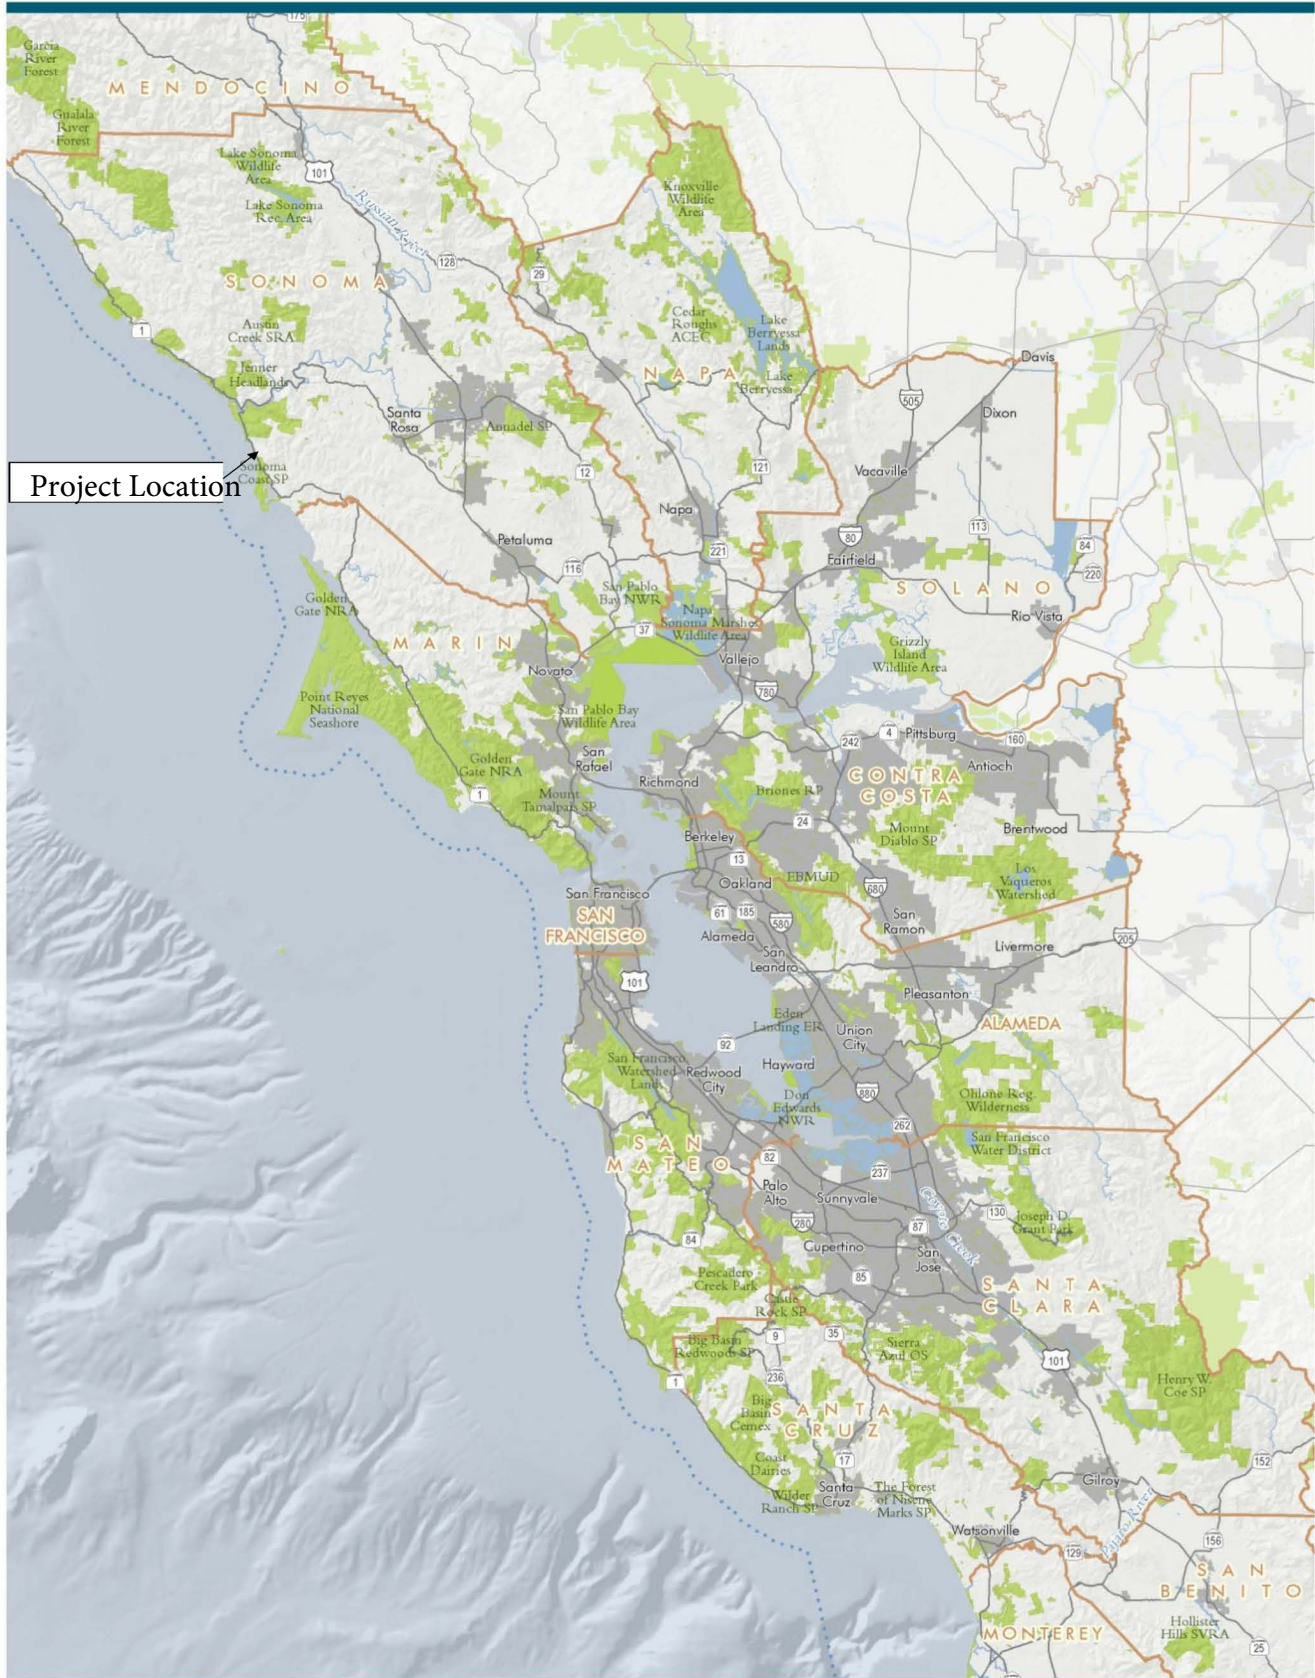 175
Garcia
River
Forest
MENDOCINO
Gualala
River
Forest
Lake Sonoma
Wildlife
Area
101
Lake Sonoma
Rec. Area
Russian River
Knoxville
Wildlife
Area
128
29
SONOMA
1
Austin
Creek SRA
Cedar
Roughs
ACEC
Lake
Berryessa
Lands
Jenner
Headlands
NAPA
Lake
Berryessa
Davis
505
Dixon
Santa
Rosa
Annadel SP
Project Location
Sonoma
Coast SP
12
121
Vacaville
Napa
113
Petaluma
221
80
84
Fairfield
116
220
San Pablo
Bay NWR
SOLANO
Golden
Gate NRA
Napa
Sonoma Marshes
Wildlife Area
Rio Vista
37
MARIN
Grizzly
Island
Wildlife Area
Vallejo
Novato
780
Point Reyes
National
Seashore
San Pablo Bay
Wildlife Area
242
4
Pittsburg
160
San
Rafael
Golden
Gate NRA
Antioch
Richmond
CONTRA
COSTA
Briones RP
1
Mount
Tamalpais SP
24
Mount
Diablo SP
Brentwood
Berkeley
13
Oakland
EBMUD
680
Los
Vaqueros
Watershed
San Francisco
61
185
580
San
Ramon
SAN
FRANCISCO
Alameda
205
San
Leandro
Livermore
101
Pleasanton
Eden
Landing ER
Union
City
ALAMEDA
92
San Francisco
Watershed
Land
Redwood
City
Hayward
880
Don
Edwards
NWR
Ohlone Reg.
Wilderness
262
San Francisco
Water District
SAN
MATEO
82
237
Palo
Alto
Sunnyvale
Coyote Creek
130
Joseph D.
Grant Park
280
87
84
Cupertino
San
Jose
85
Pescadero
Creek Park
SANTA
CLARA
Castle
Rock SP
Big Basin
Redwoods SP
9
35
Sierra
Azul OS
101
1
236
Henry W.
Coe SP
Big
Basin
Cemex
SANTA
CRUZ
17
Coast
Dairies
152
Gilroy
Wilder
Ranch SP
Santa
Cruz
The Forest
of Nisene
Marks SP
Pajaro River
Watsonville
129
156
SAN
BENITO
MONTEREY
Hollister
Hills SVRA
25